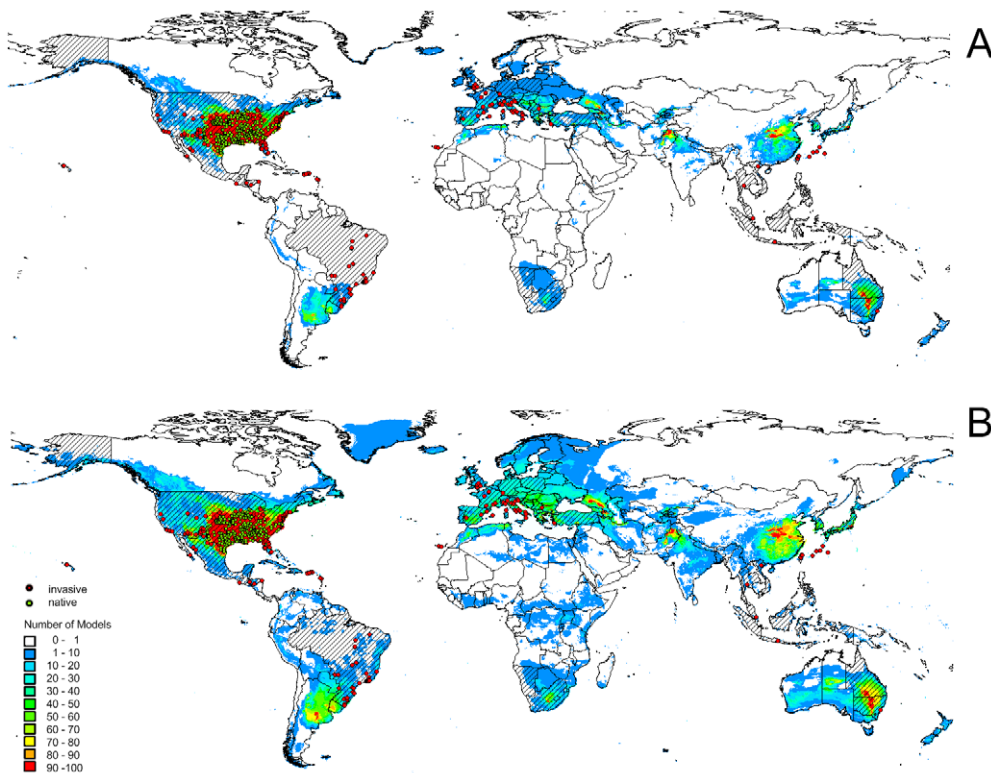 A
B
invasive
native
Number of Models
0 - 1
1 - 10
10 - 20
20 - 30
30 - 40
40 - 50
50 - 60
60 - 70
70 - 80
80 - 90
90 -100